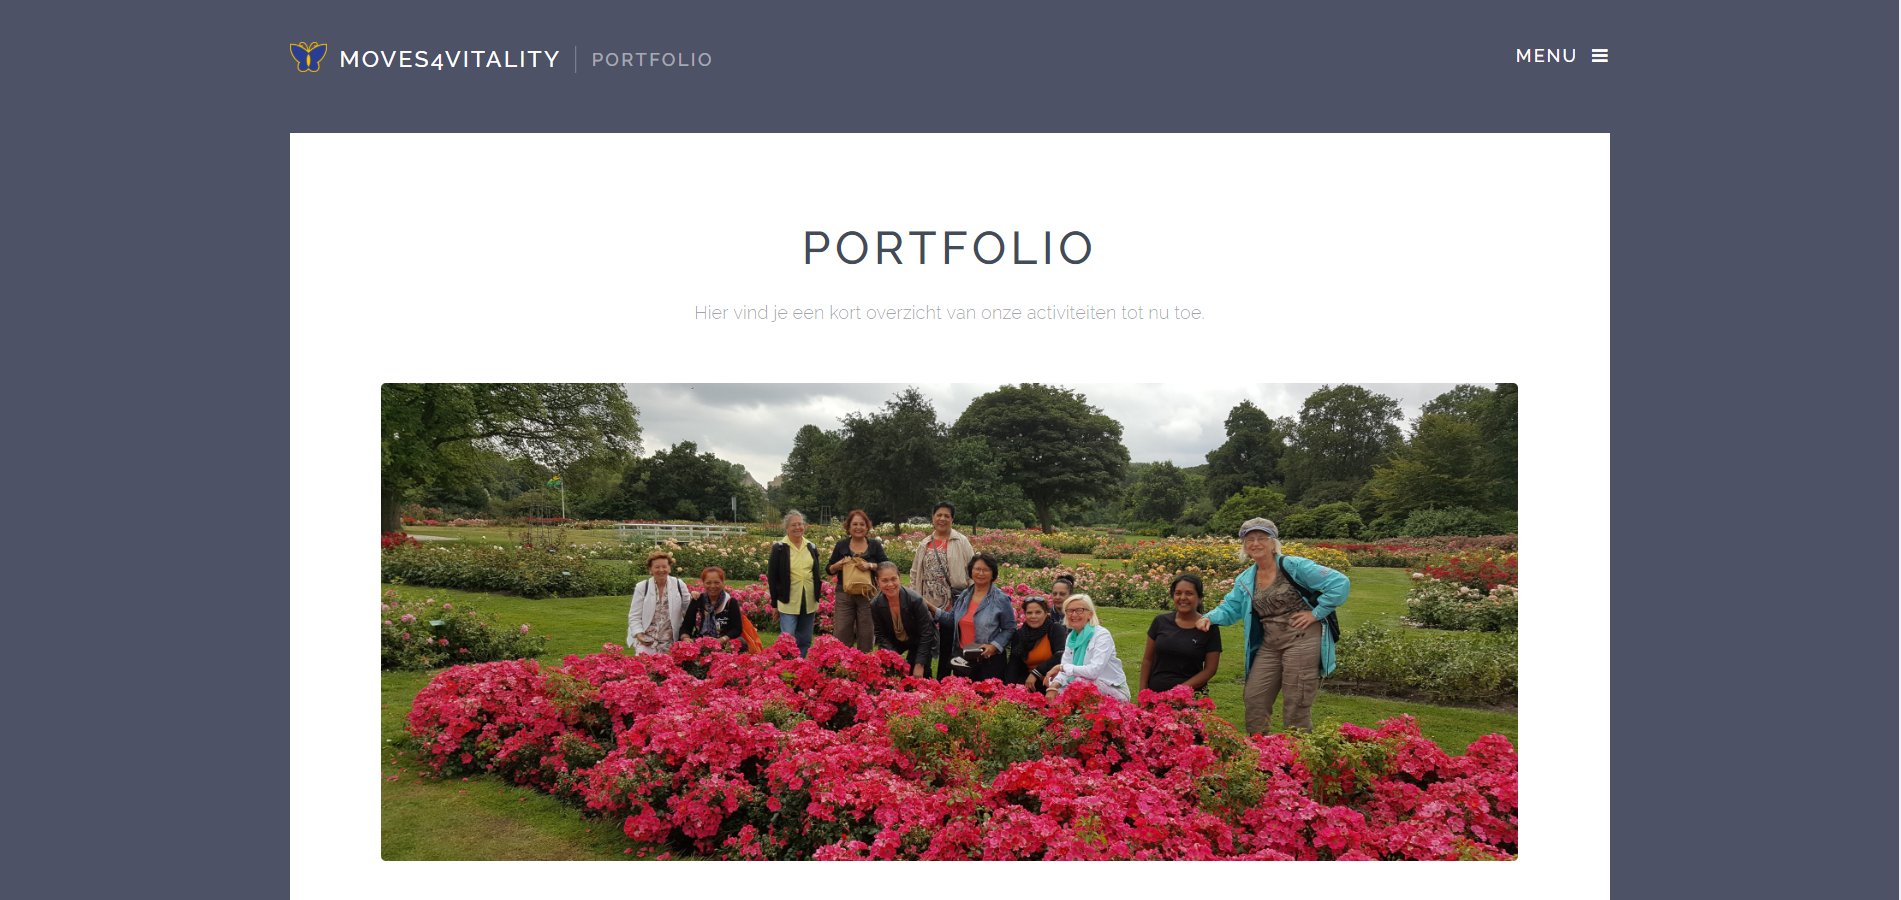 MOVES4VITALITY PORTFOLIO
MENU
PORTFOLIO
Hier vind je een kort overzicht van onze activiteiten tot nu toe.